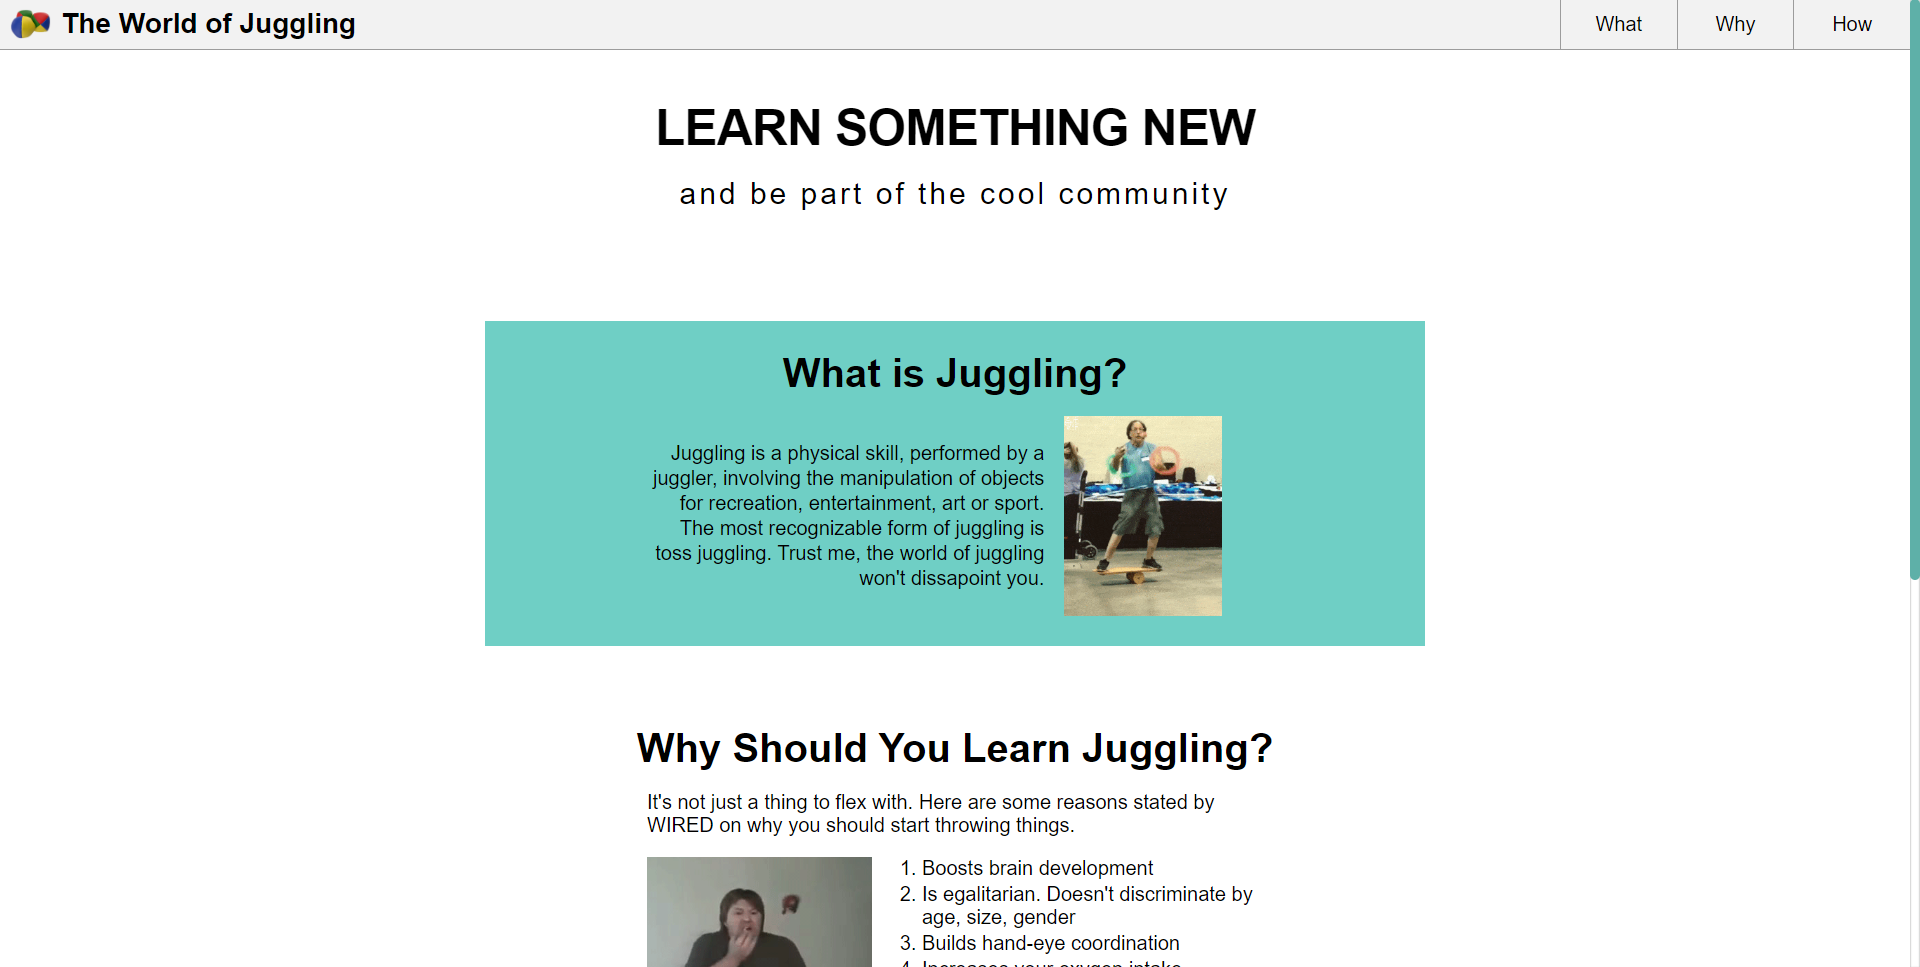 The World of Juggling
What
Why
How
LEARN SOMETHING NEW
and be part of the cool community
What is Juggling?
Juggling is a physical skill, performed by a
juggler, involving the manipulation of objects
for recreation, entertainment, art or sport.
The most recognizable form of juggling is
toss juggling. Trust me, the world of juggling
won't dissapoint you.
Why Should You Learn Juggling?
It's not just a thing to flex with. Here are some reasons stated by
WIRED on why you should start throwing things.
1. Boosts brain development
2. Is egalitarian. Doesn't discriminate by
age, size, gender
3. Builds hand-eye coordination
4. Increases your oxygen intake